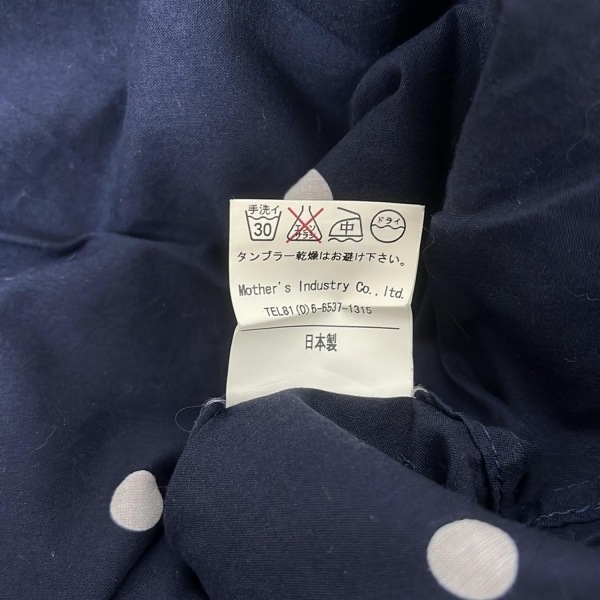 手洗イ 30 エンソサラシ 中 ドライ
タンブラー乾燥はお避け下さい。
Mother's Industry Co.,ltd.
TEL81(0)6-6537-1315
日本製